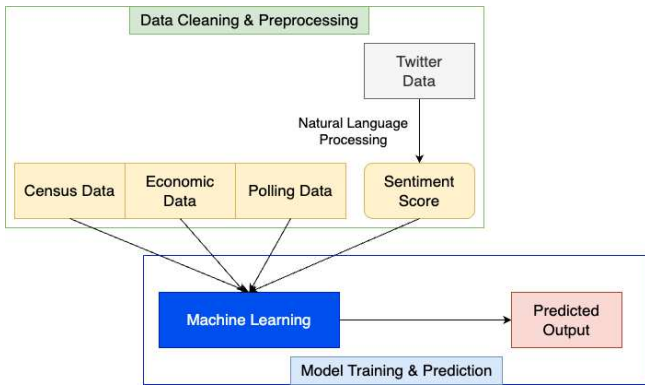 Data Cleaning & Preprocessing
Twitter
Data
Natural Language
Processing
Census Data
Economic
Data
Polling Data
Sentiment
Score
Machine Learning
Predicted
Output
Model Training & Prediction